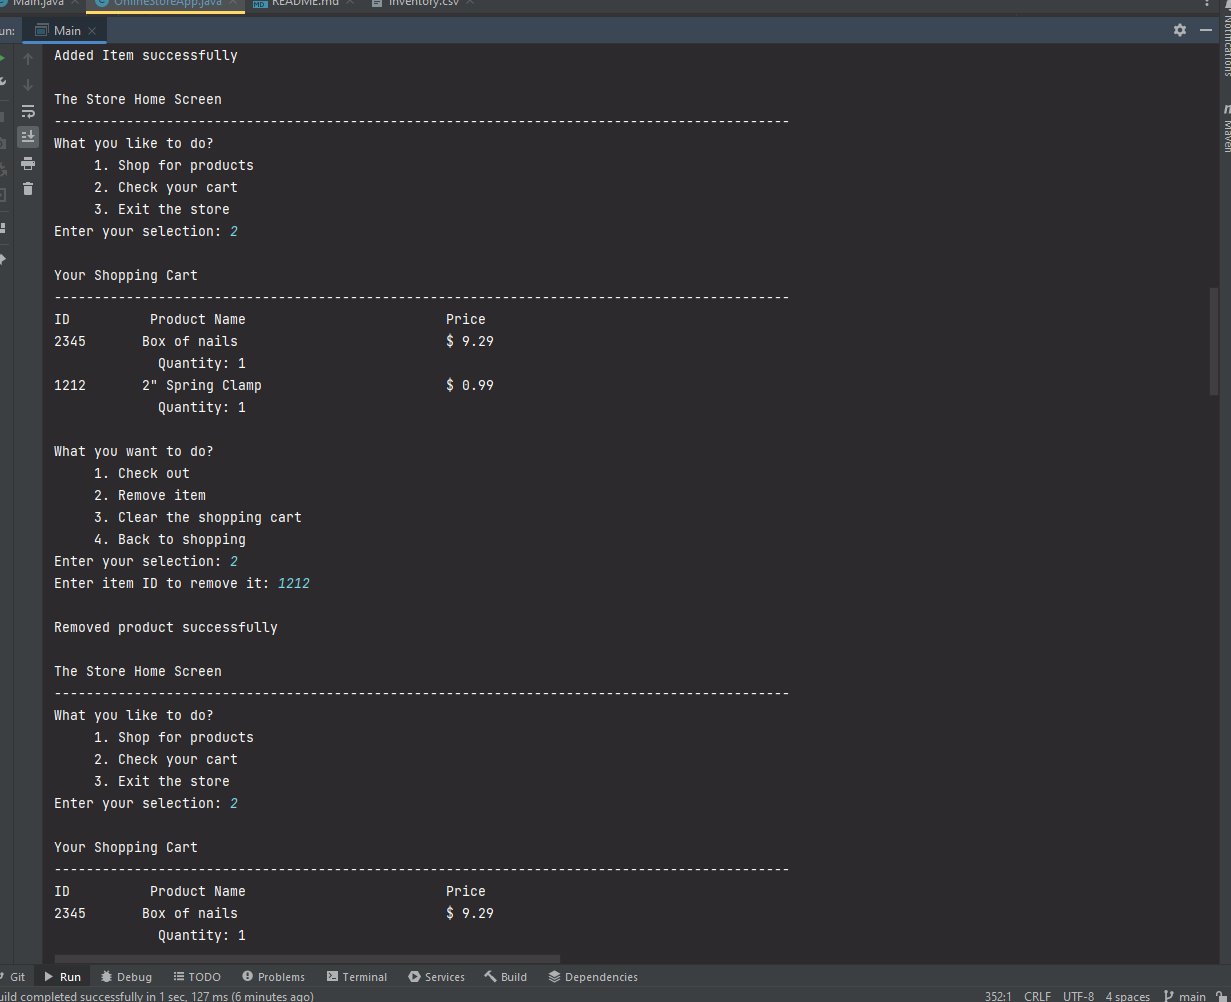 Main.java OnlineStoreApp.java README.md inventory.csv
Main
Notifications
Maven
Added Item successfully
The Store Home Screen
--------------------------------------------------------------------------------------------
What you like to do?
1. Shop for products
2. Check your cart
3. Exit the store
Enter your selection: 2
Your Shopping Cart
--------------------------------------------------------------------------------------------
ID Product Name Price
2345 Box of nails $ 9.29
Quantity: 1
1212 2" Spring Clamp $ 0.99
Quantity: 1
What you want to do?
1. Check out
2. Remove item
3. Clear the shopping cart
4. Back to shopping
Enter your selection: 2
Enter item ID to remove it: 1212
Removed product successfully
The Store Home Screen
--------------------------------------------------------------------------------------------
What you like to do?
1. Shop for products
2. Check your cart
3. Exit the store
Enter your selection: 2
Your Shopping Cart
--------------------------------------------------------------------------------------------
ID Product Name Price
2345 Box of nails $ 9.29
Quantity: 1
Git Run Debug TODO Problems Terminal Services Build Dependencies
uild completed successfully in 1 sec, 127 ms (6 minutes ago) 352:1 CRLF UTF-8 4 spaces main